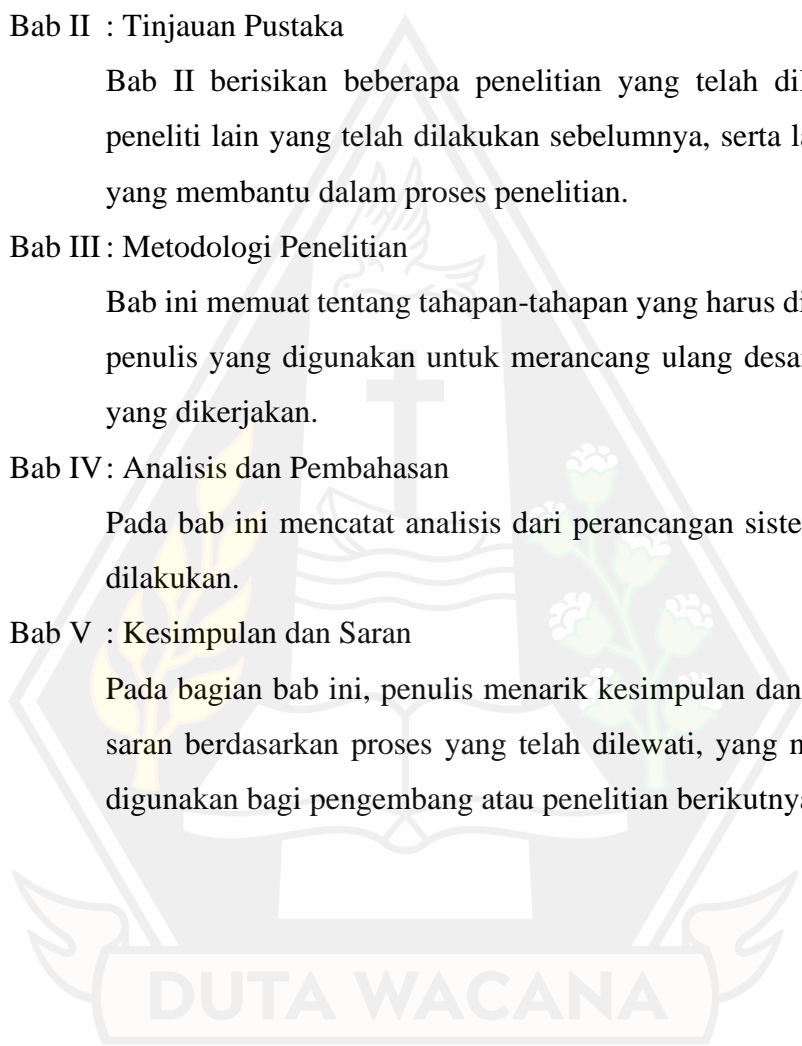 Bab II : Tinjauan Pustaka
Bab II berisikan beberapa penelitian yang telah
peneliti lain yang telah dilakukan sebelumnya, serta
yang membantu dalam proses penelitian.
Bab III : Metodologi Penelitian
Bab ini memuat tentang tahapan-tahapan yang harus
penulis yang digunakan untuk merancang ulang
yang dikerjakan.
Bab IV : Analisis dan Pembahasan
Pada bab ini mencatat analisis dari perancangan
dilakukan.
Bab V : Kesimpulan dan Saran
Pada bagian bab ini, penulis menarik kesimpulan dan
saran berdasarkan proses yang telah dilewati, yang
digunakan bagi pengembang atau penelitian berikutnya
DUTA WACANA